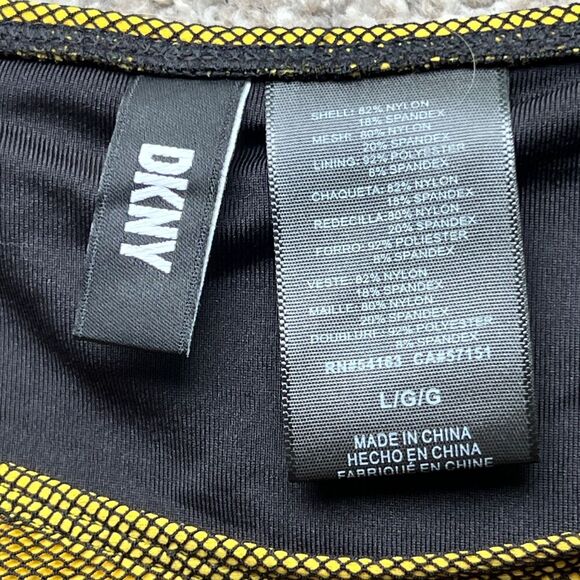 DKNY
SHELL: 82% NYLON
18% SPANDEX
MESH: 80% NYLON
20% SPANDEX
LINING: 92% POLYESTER
8% SPANDEX
CHAQUETA: 82% NYLON
18% SPANDEX
REDECILLA: 80% NYLON
20% SPANDEX
FORRO: 92% POLIESTER
8% SPANDEX
VESTE: 82% NYLON
18% SPANDEX
MAILLE: 80% NYLON
20% SPANDEX
DOUBLURE: 92% POLYESTER
8% SPANDEX
RN#54163 CA#57151
L/G/G
MADE IN CHINA
HECHO EN CHINA
FABRIQUÉ EN CHINE